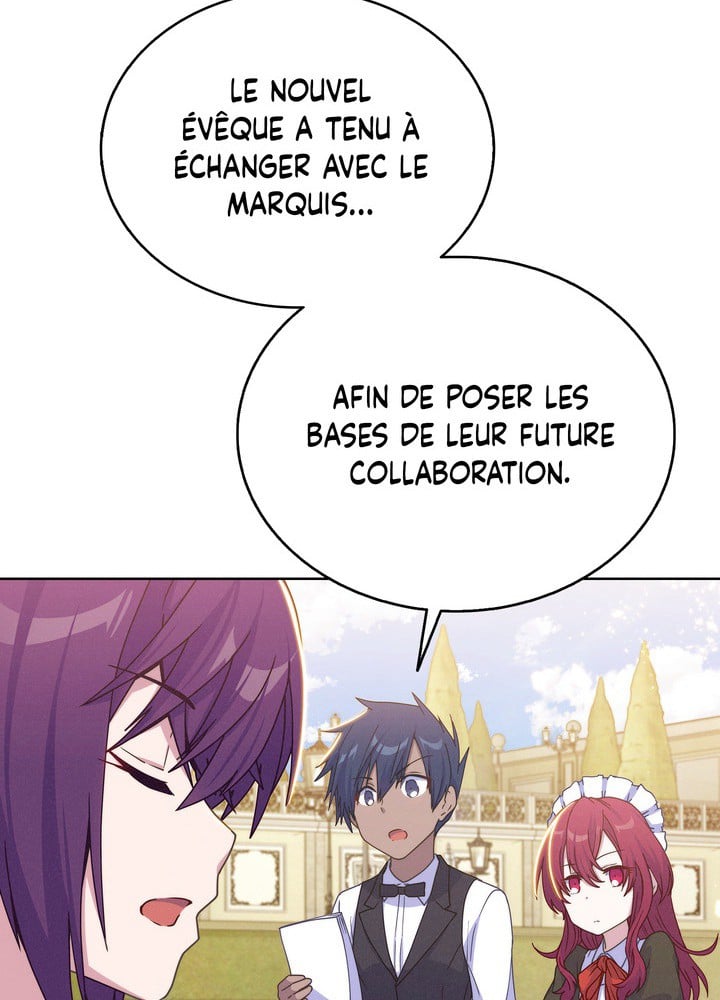 LE NOUVEL
ÉVÊQUE A TENU À
ÉCHANGER AVEC LE
MARQUIS...
AFIN DE POSER LES
BASES DE LEUR FUTURE
COLLABORATION.